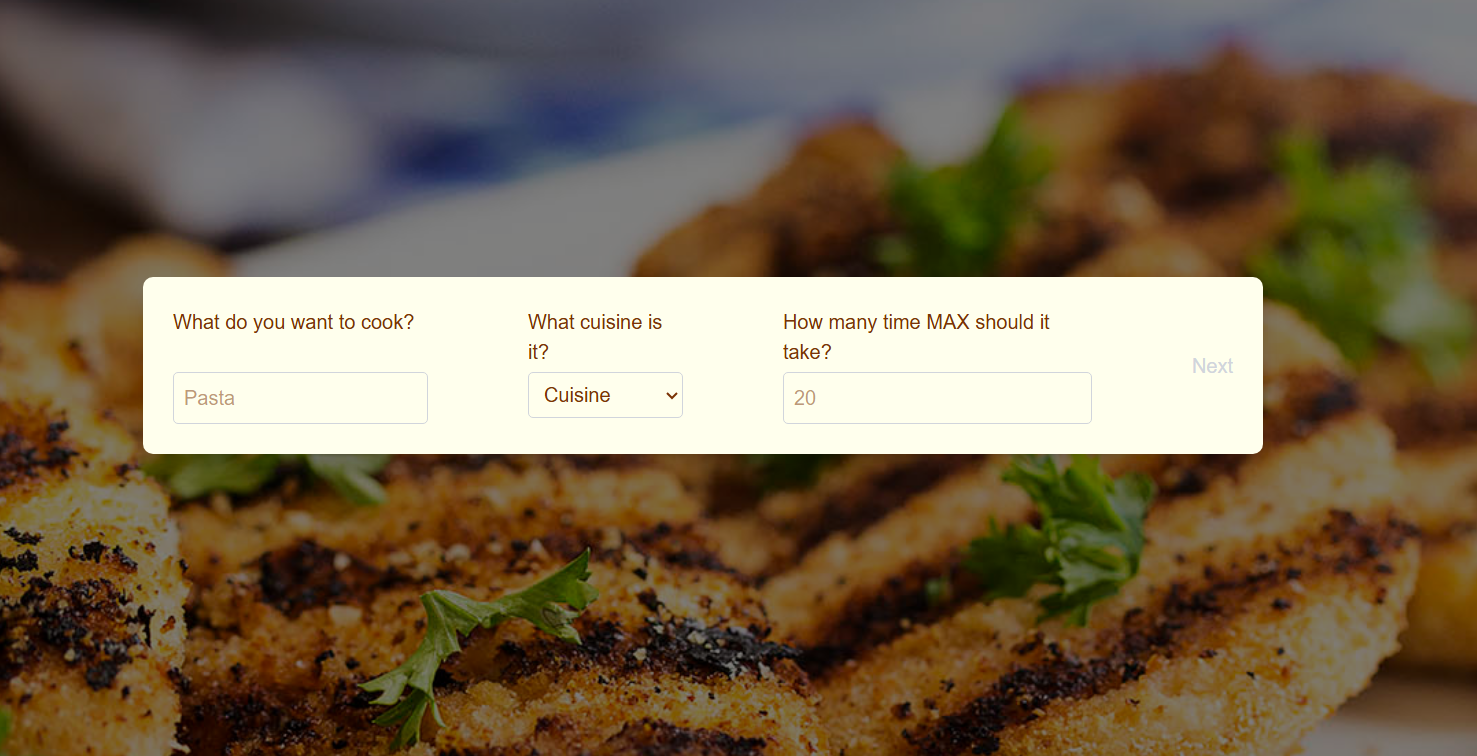 What do you want to cook?
What cuisine is
it?
How many time MAX should it
take?
Pasta
Cuisine
20
Next